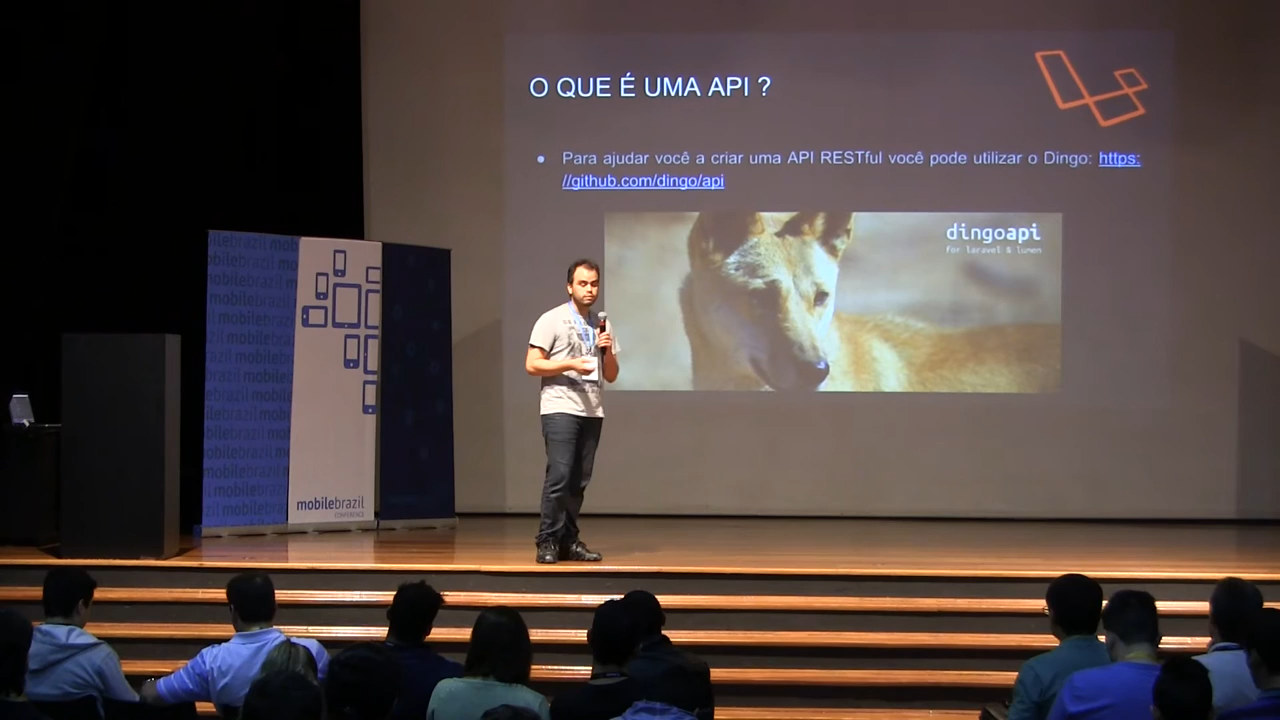 O QUE É UMA API ?
● Para ajudar você a criar uma API RESTful você pode utilizar o Dingo: https:
//github.com/dingo/api
dingoapi
for laravel & lumen
mobilebrazil
CONFERENCE